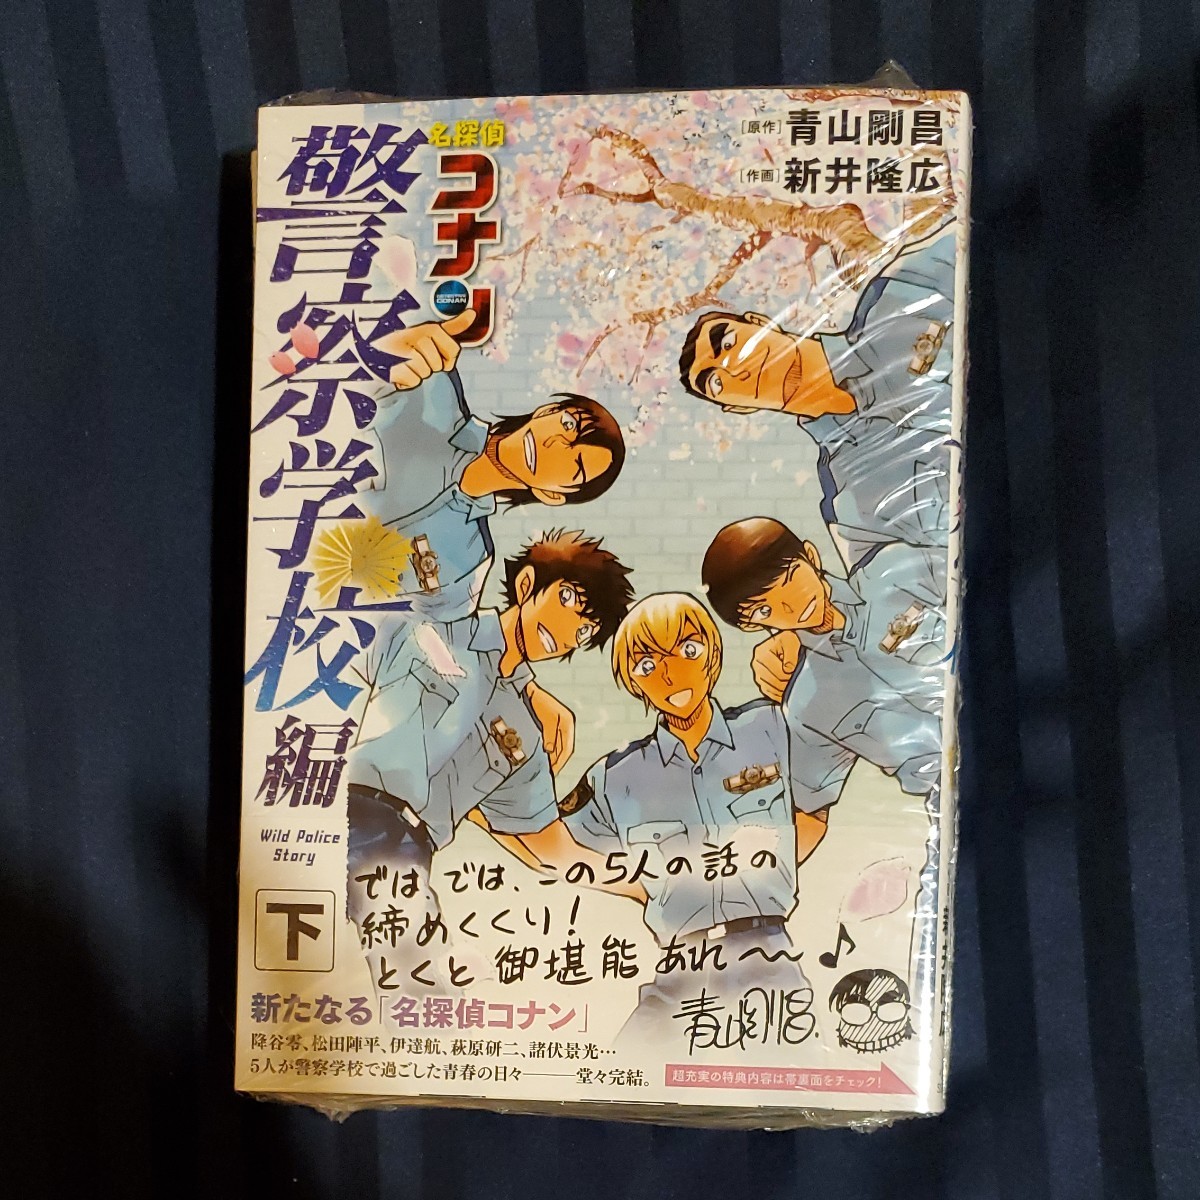 [原作]青山剛昌
[作画]新井隆広
名探偵
コナン
DETECTIVE
CONAN
警察学校
編
Wild Police
Story
下
では、では、この5人の話の
締めくくり!
とくと御堪能あれ〜〜♪
青山剛昌.
新たなる「名探偵コナン」
降谷零、松田陣平、伊達航、萩原研二、諸伏景光…
5人が警察学校で過ごした青春の日々――堂々完結。
超充実の特典内容は帯裏面をチェック!